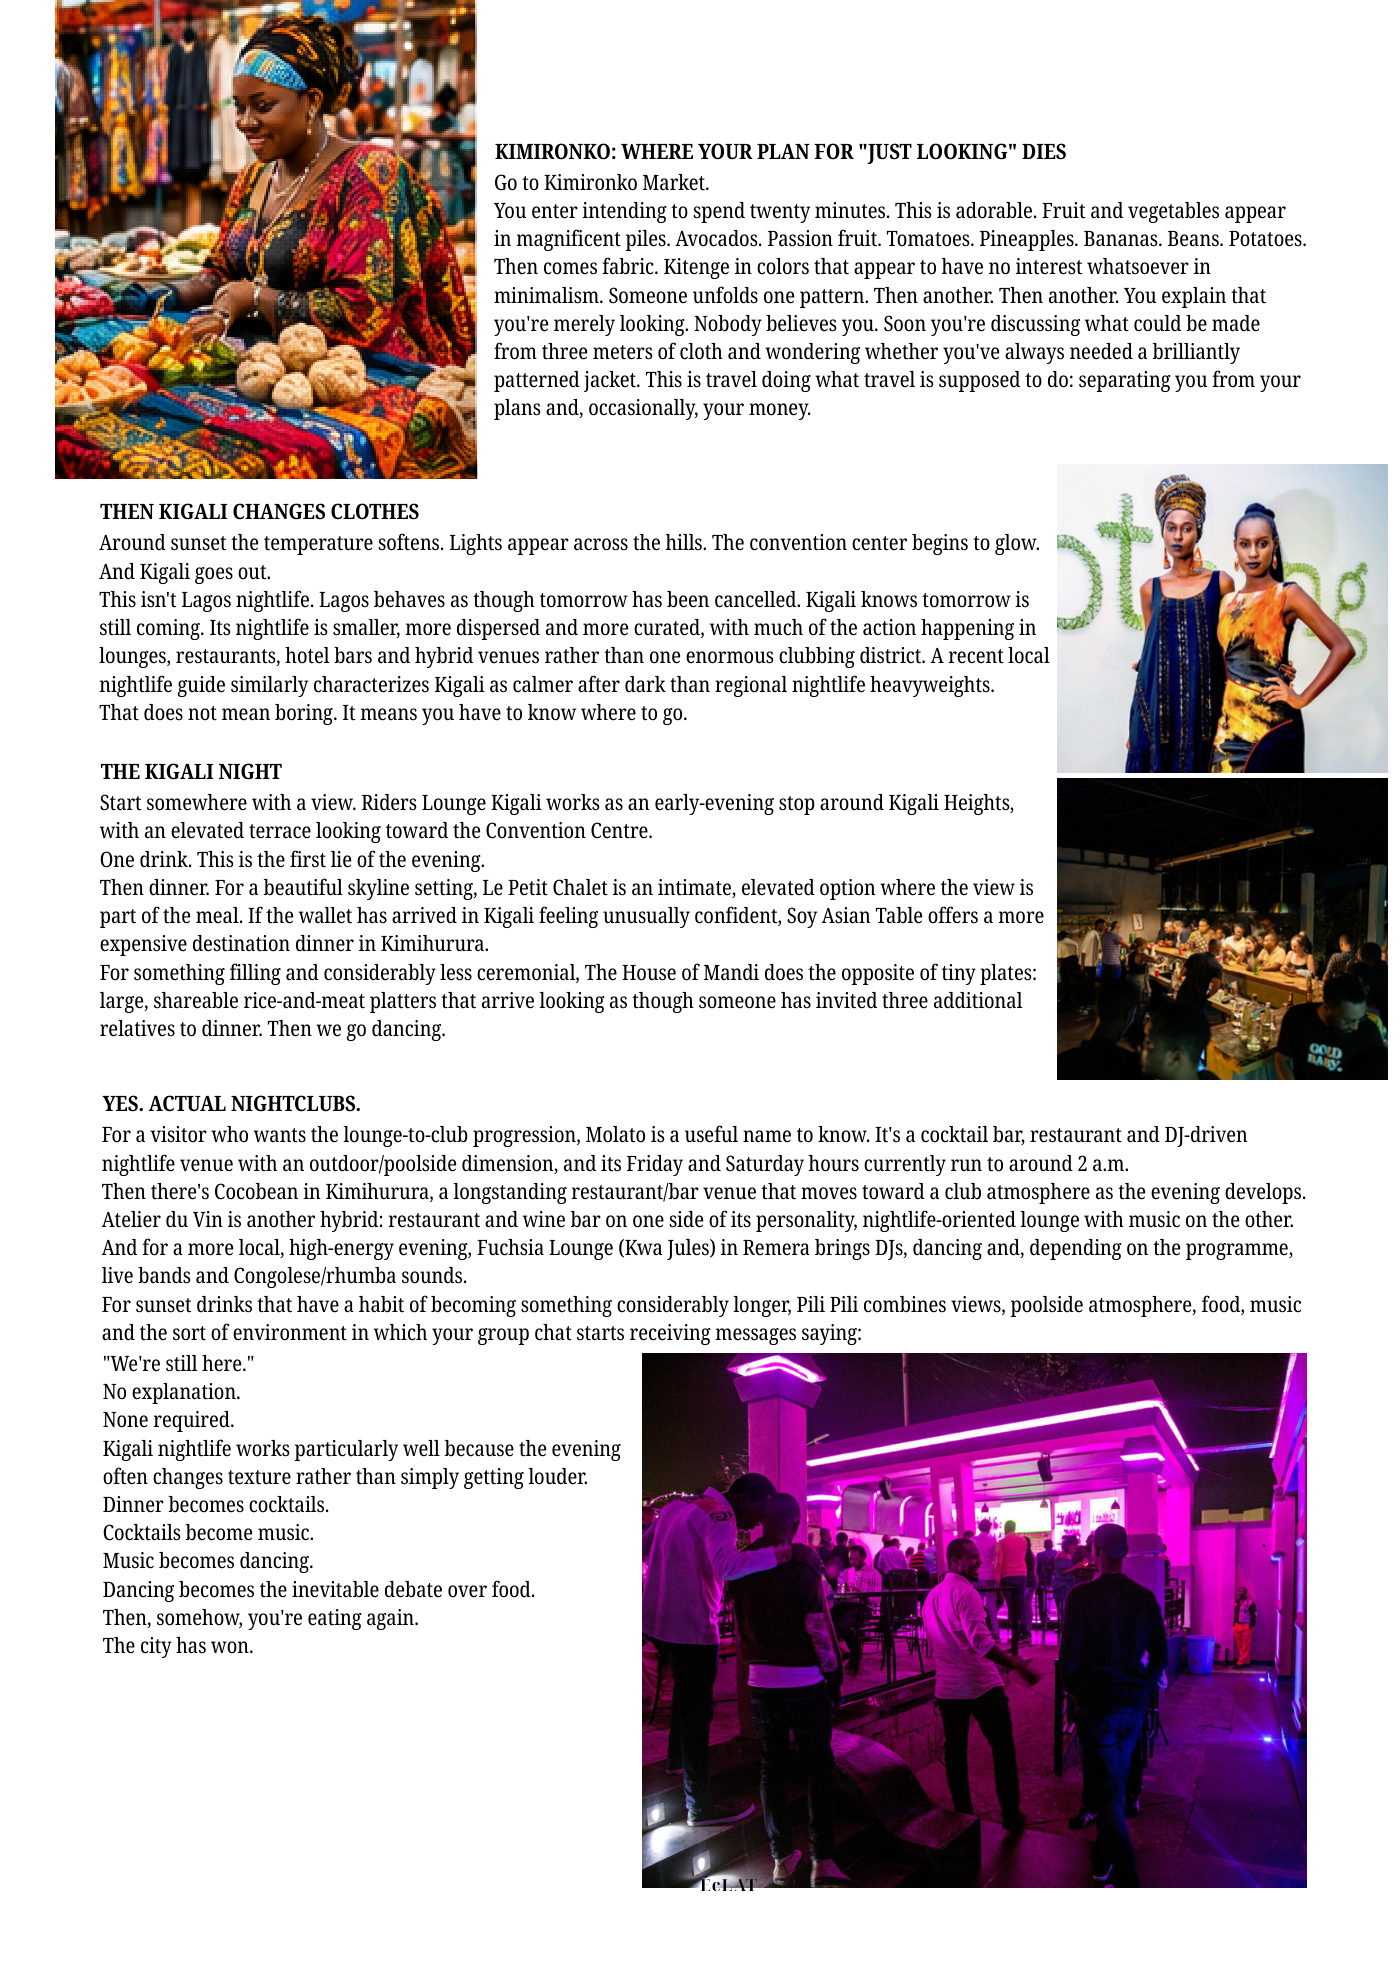 KIMIRONKO: WHERE YOUR PLAN FOR "JUST LOOKING" DIES
Go to Kimironko Market.
You enter intending to spend twenty minutes. This is adorable. Fruit and vegetables appear
in magnificent piles. Avocados. Passion fruit. Tomatoes. Pineapples. Bananas. Beans. Potatoes.
Then comes fabric. Kitenge in colors that appear to have no interest whatsoever in
minimalism. Someone unfolds one pattern. Then another. Then another. You explain that
you're merely looking. Nobody believes you. Soon you're discussing what could be made
from three meters of cloth and wondering whether you've always needed a brilliantly
patterned jacket. This is travel doing what travel is supposed to do: separating you from your
plans and, occasionally, your money.
THEN KIGALI CHANGES CLOTHES
Around sunset the temperature softens. Lights appear across the hills. The convention center begins to glow.
And Kigali goes out.
This isn't Lagos nightlife. Lagos behaves as though tomorrow has been cancelled. Kigali knows tomorrow is
still coming. Its nightlife is smaller, more dispersed and more curated, with much of the action happening in
lounges, restaurants, hotel bars and hybrid venues rather than one enormous clubbing district. A recent local
nightlife guide similarly characterizes Kigali as calmer after dark than regional nightlife heavyweights.
That does not mean boring. It means you have to know where to go.
THE KIGALI NIGHT
Start somewhere with a view. Riders Lounge Kigali works as an early-evening stop around Kigali Heights,
with an elevated terrace looking toward the Convention Centre.
One drink. This is the first lie of the evening.
Then dinner. For a beautiful skyline setting, Le Petit Chalet is an intimate, elevated option where the view is
part of the meal. If the wallet has arrived in Kigali feeling unusually confident, Soy Asian Table offers a more
expensive destination dinner in Kimihurura.
For something filling and considerably less ceremonial, The House of Mandi does the opposite of tiny plates:
large, shareable rice-and-meat platters that arrive looking as though someone has invited three additional
relatives to dinner. Then we go dancing.
GOLD
BABY.
YES. ACTUAL NIGHTCLUBS.
For a visitor who wants the lounge-to-club progression, Molato is a useful name to know. It's a cocktail bar, restaurant and DJ-driven
nightlife venue with an outdoor/poolside dimension, and its Friday and Saturday hours currently run to around 2 a.m.
Then there's Cocobean in Kimihurura, a longstanding restaurant/bar venue that moves toward a club atmosphere as the evening develops.
Atelier du Vin is another hybrid: restaurant and wine bar on one side of its personality, nightlife-oriented lounge with music on the other.
And for a more local, high-energy evening, Fuchsia Lounge (Kwa Jules) in Remera brings DJs, dancing and, depending on the programme,
live bands and Congolese/rhumba sounds.
For sunset drinks that have a habit of becoming something considerably longer, Pili Pili combines views, poolside atmosphere, food, music
and the sort of environment in which your group chat starts receiving messages saying:
"We're still here."
No explanation.
None required.
Kigali nightlife works particularly well because the evening
often changes texture rather than simply getting louder.
Dinner becomes cocktails.
Cocktails become music.
Music becomes dancing.
Dancing becomes the inevitable debate over food.
Then, somehow, you're eating again.
The city has won.
EcLAT